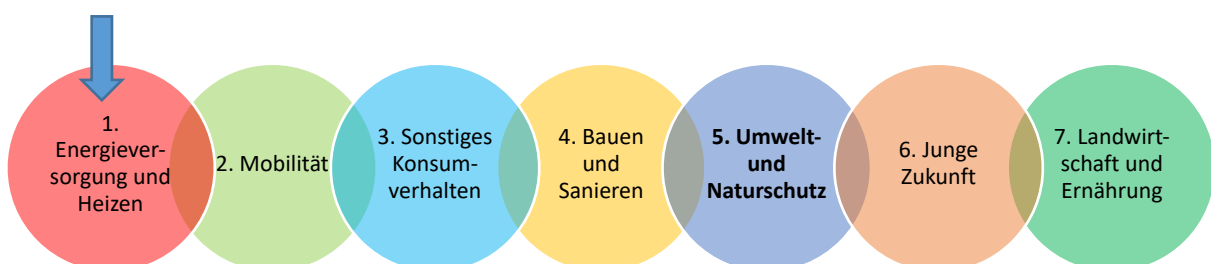 1.
Energiever-
sorgung und
Heizen
2. Mobilität
3. Sonstiges
Konsum-
verhalten
4. Bauen
und
Sanieren
5. Umwelt-
und
Naturschutz
6. Junge
Zukunft
7. Landwirt-
schaft und
Ernährung